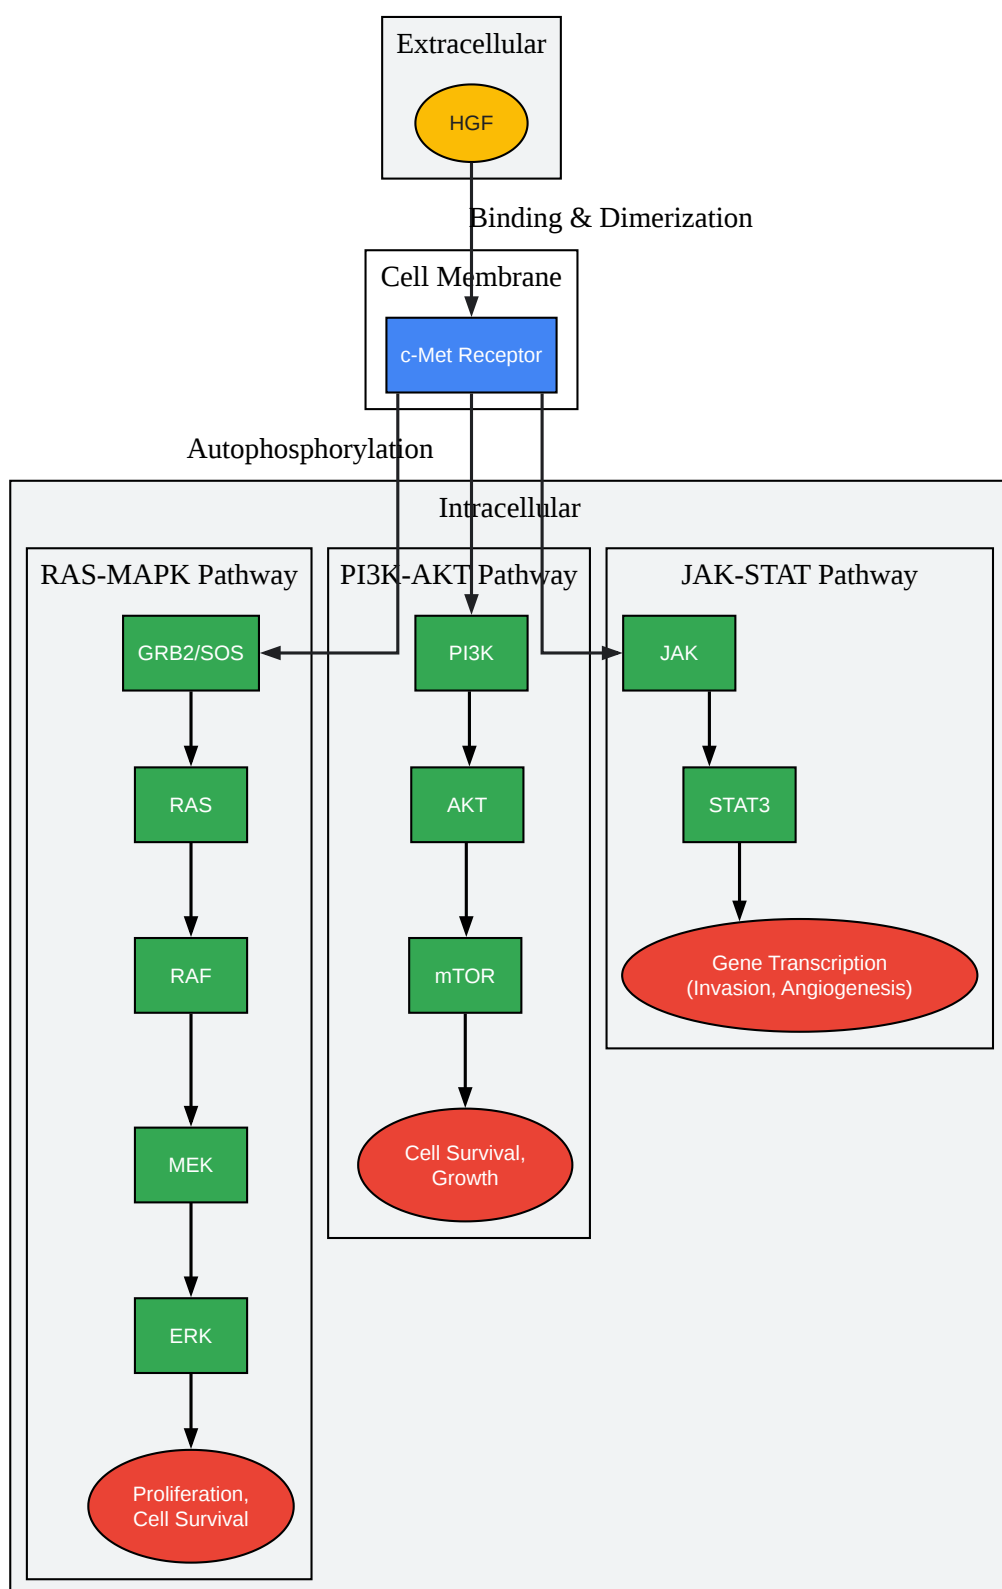 Extracellular
HGF
Binding & Dimerization
Cell Membrane
c-Met Receptor
Autophosphorylation
Intracellular
RAS-MAPK Pathway
GRB2/SOS
RAS
RAF
MEK
ERK
Proliferation,
Cell Survival
PI3K-AKT Pathway
PI3K
AKT
mTOR
Cell Survival,
Growth
JAK-STAT Pathway
JAK
STAT3
Gene Transcription
(Invasion, Angiogenesis)